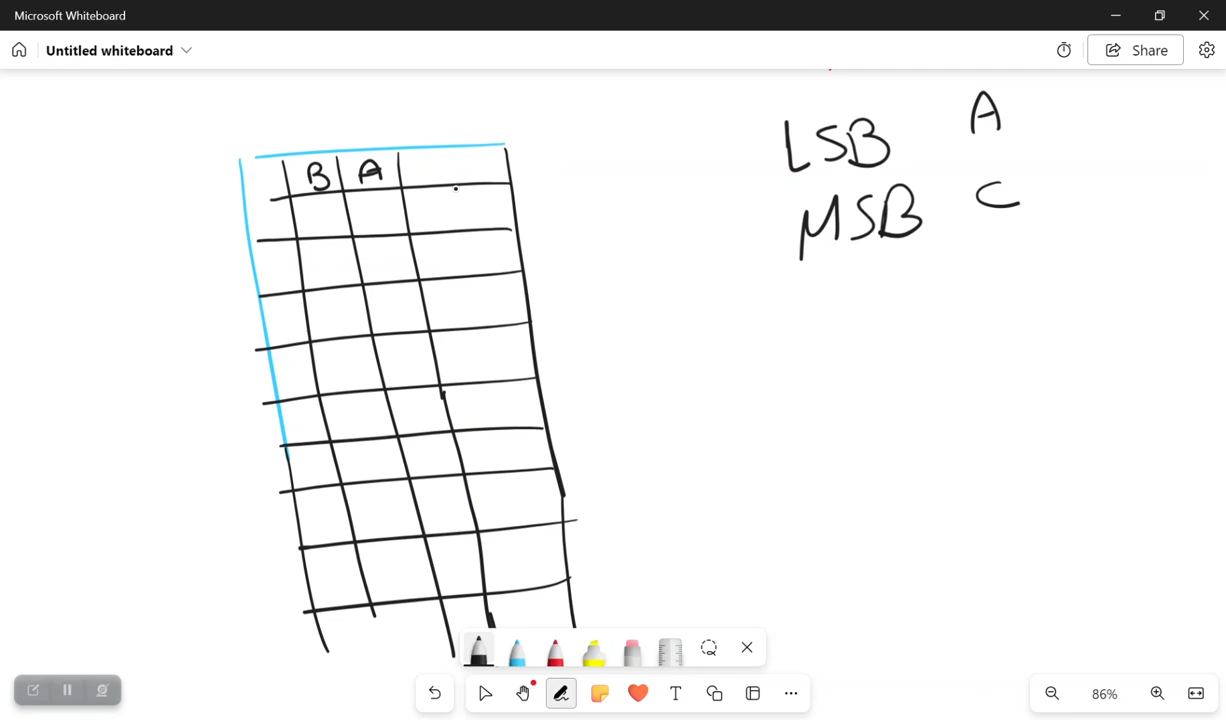 Microsoft Whiteboard
Untitled whiteboard
Share
LSB A
MSB C
B A
T
86%